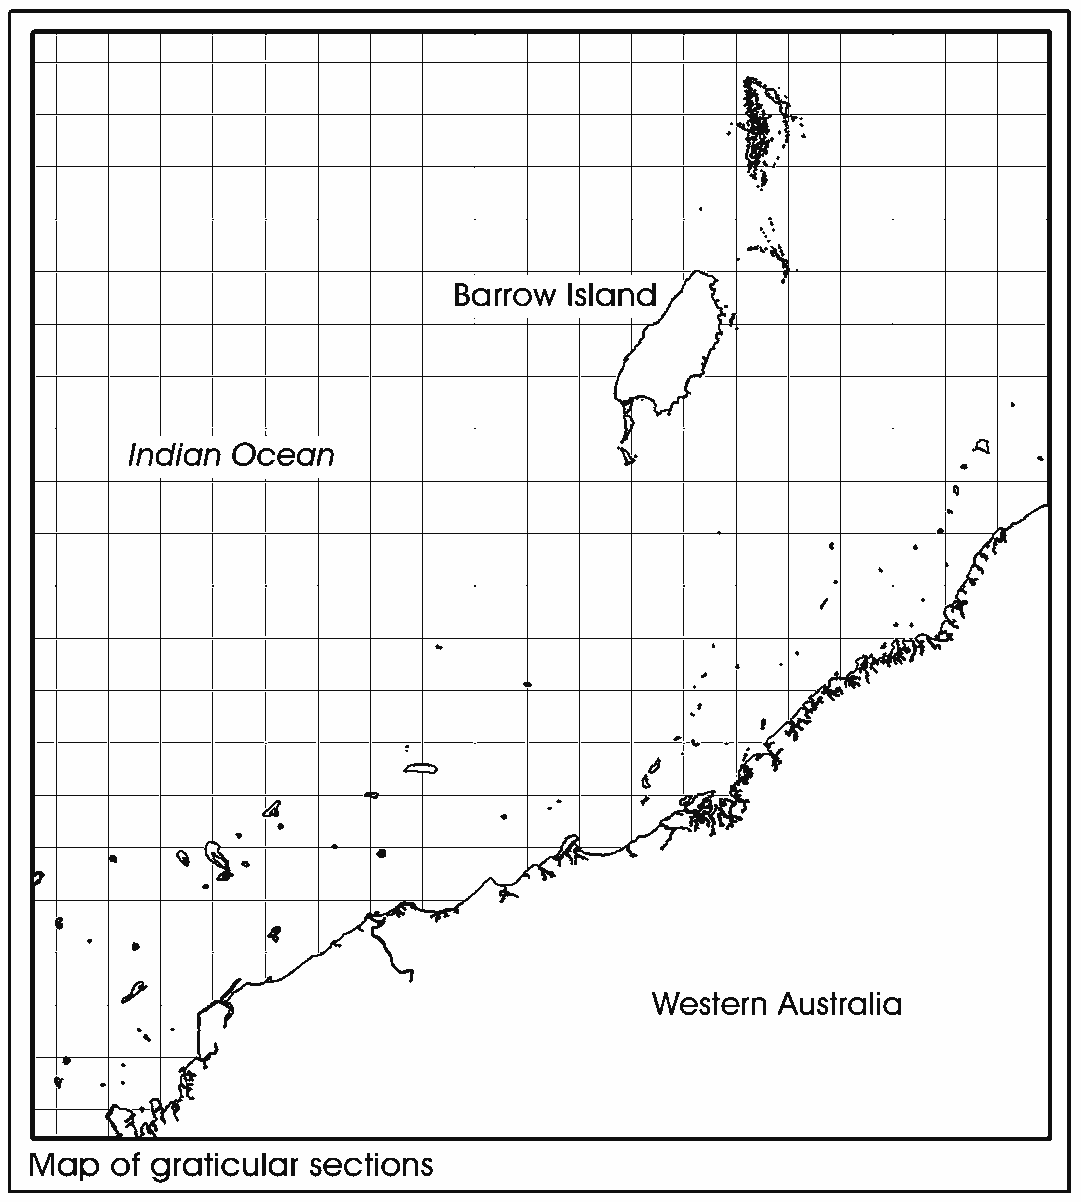 Barrow Island
Indian Ocean
Western Australia
Map of graticular sections